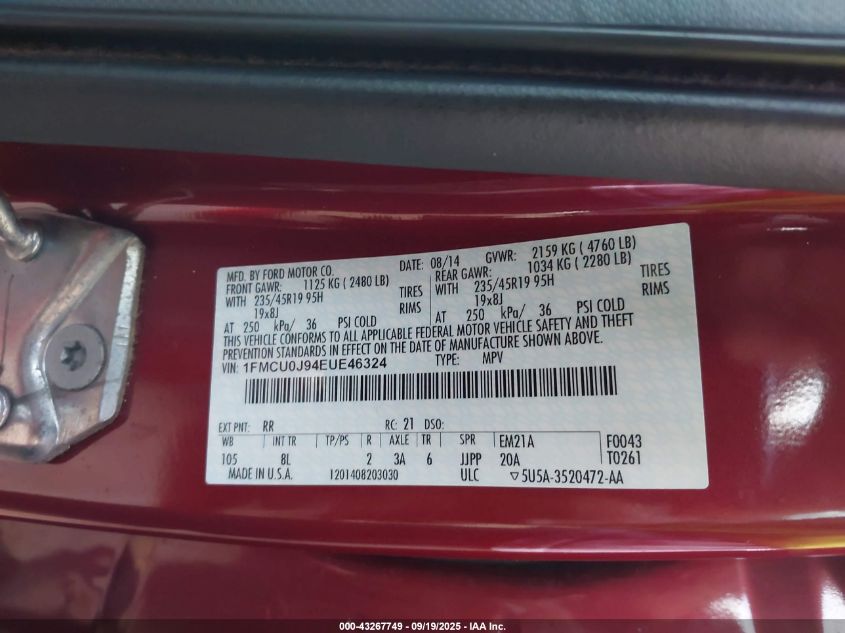 MFD. BY FORD MOTOR CO. DATE: 08/14 GVWR: 2159 KG ( 4760 LB)
FRONT GAWR: 1125 KG ( 2480 LB) REAR GAWR: 1034 KG ( 2280 LB)
WITH 235/45R19 95H TIRES WITH 235/45R19 95H TIRES
19x8J RIMS 19x8J RIMS
AT 250 kPa/ 36 PSI COLD AT 250 kPa/ 36 PSI COLD
THIS VEHICLE CONFORMS TO ALL APPLICABLE FEDERAL MOTOR VEHICLE SAFETY AND THEFT
PREVENTION STANDARDS IN EFFECT ON THE DATE OF MANUFACTURE SHOWN ABOVE.
VIN: 1FMCU0J94EUE46324 TYPE: MPV
EXT PNT: RR RC: 21 DSO:
WB INT TR TP/PS R AXLE TR SPR EM21A F0043
105 8L 2 3A 6 JJPP 20A T0261
MADE IN U.S.A. 1201408203030 ULC ▽5U5A-3520472-AA
000-43267749 - 09/19/2025 - IAA Inc.